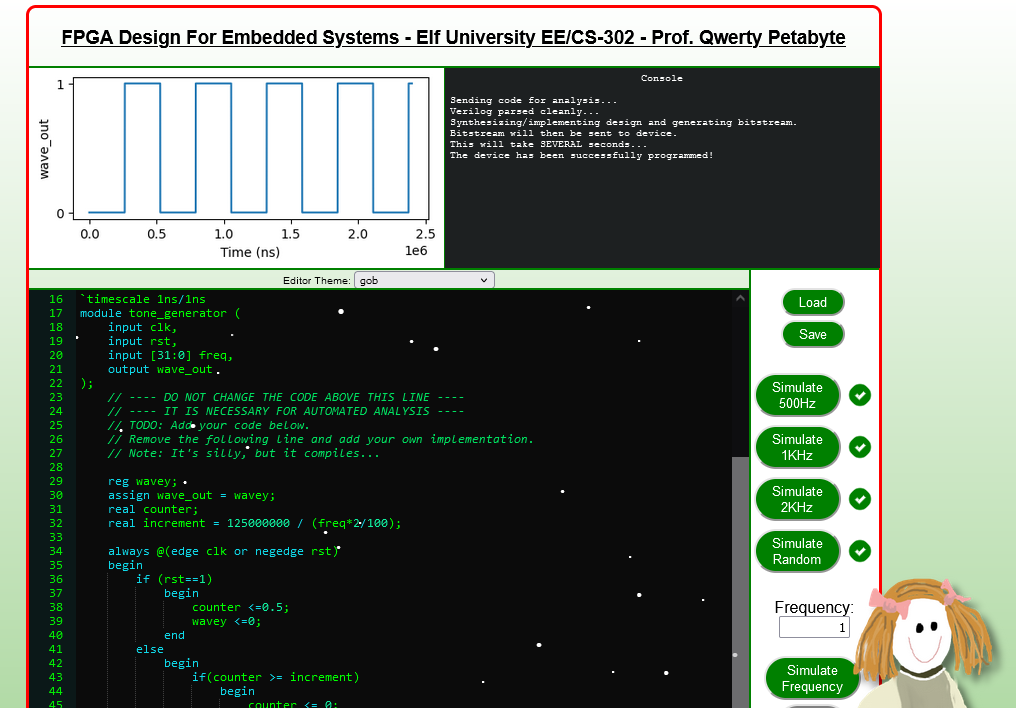 FPGA Design For Embedded Systems - Elf University EE/CS-302 - Prof. Qwerty Petabyte
1
wave_out
0
0.0 0.5 1.0 1.5 2.0 2.5
Time (ns)
1e6
Console
Sending code for analysis...
Verilog parsed cleanly...
Synthesizing/implementing design and generating bitstream.
Bitstream will then be sent to device.
This will take SEVERAL seconds...
The device has been successfully programmed!
Editor Theme: gob
16 `timescale 1ns/1ns
17 module tone_generator (
18 input clk,
19 input rst,
20 input [31:0] freq,
21 output wave_out
22 );
23 // ---- DO NOT CHANGE THE CODE ABOVE THIS LINE ----
24 // ---- IT IS NECESSARY FOR AUTOMATED ANALYSIS ----
25 // TODO: Add your code below.
26 // Remove the following line and add your own implementation.
27 // Note: It's silly, but it compiles...
28
29 reg wavey;
30 assign wave_out = wavey;
31 real counter;
32 real increment = 125000000 / (freq*2/100);
33
34 always @(edge clk or negedge rst)
35 begin
36 if (rst==1)
37 begin
38 counter <=0.5;
39 wavey <=0;
40 end
41 else
42 begin
43 if(counter >= increment)
44 begin
45 counter <= 0;
Load
Save
Simulate
500Hz
Simulate
1KHz
Simulate
2KHz
Simulate
Random
Frequency:
1
Simulate
Frequency